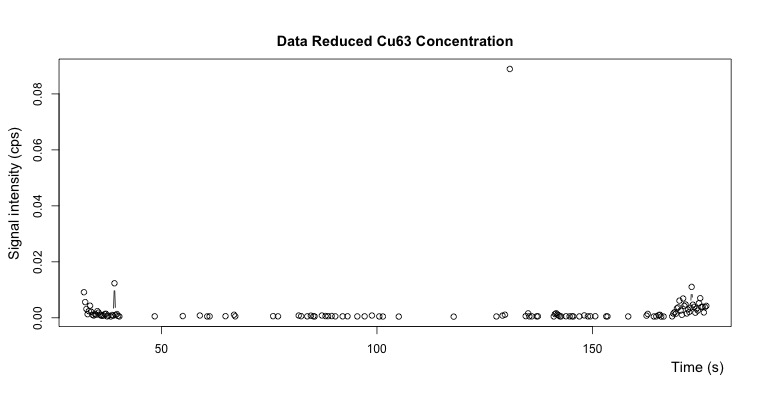 Data Reduced Cu63 Concentration
Signal intensity (cps)
0.08
0.06
0.04
0.02
0.00
50 100 150
Time (s)